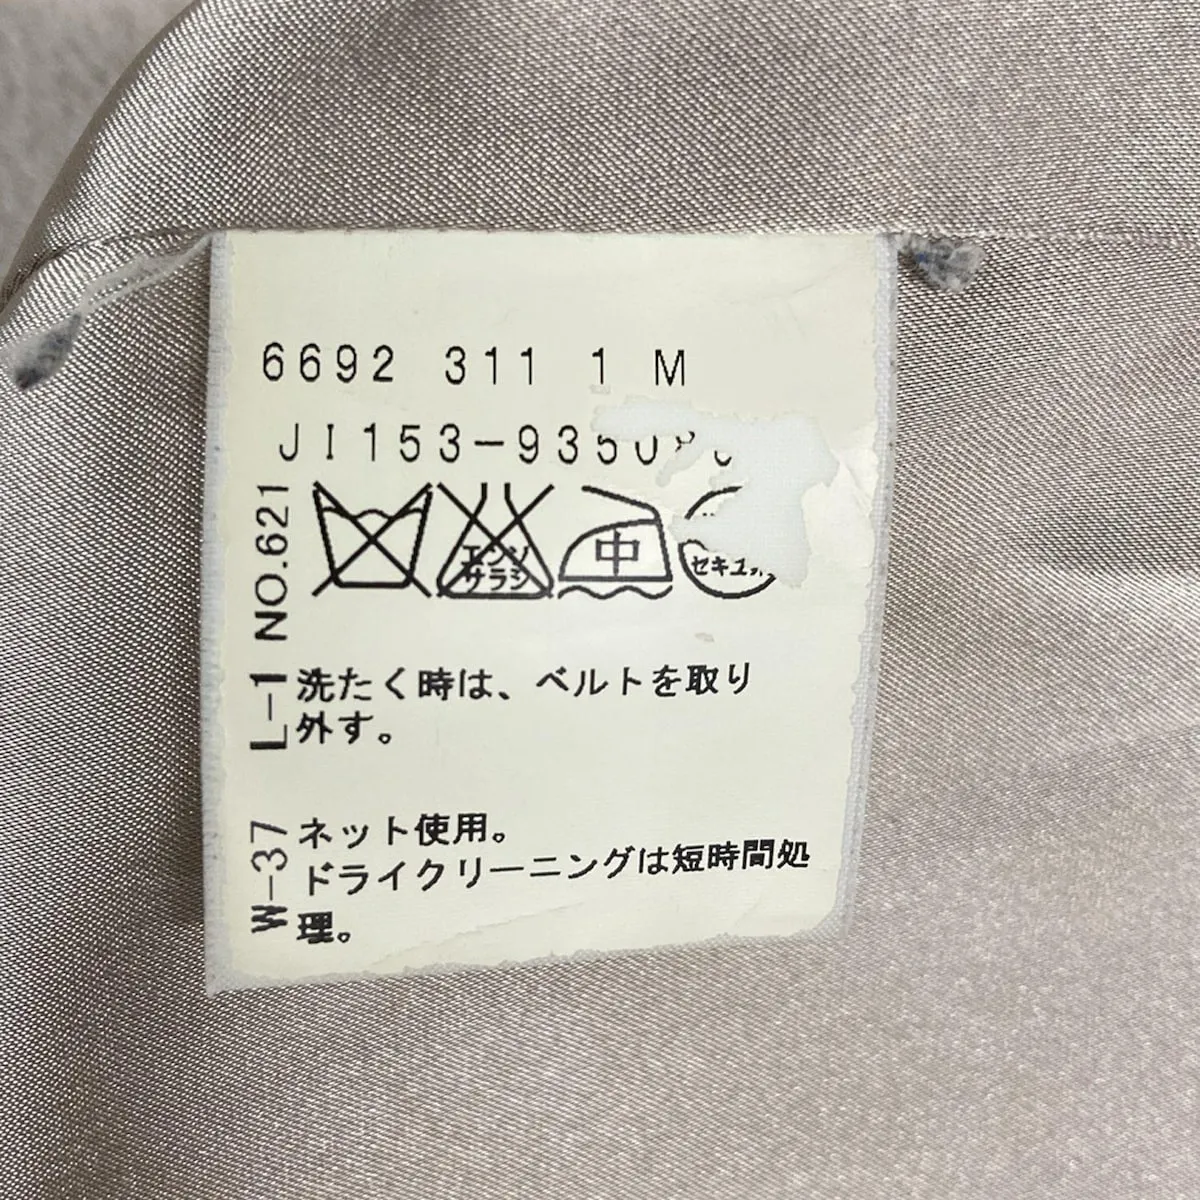 6692 311 1 M
JI153-935
NO.621
エンソ
サラシ
中
セキユ
L-1
洗たく時は、ベルトを取り
外す。
W-37
ネット使用。
ドライクリーニングは短時間処
理。